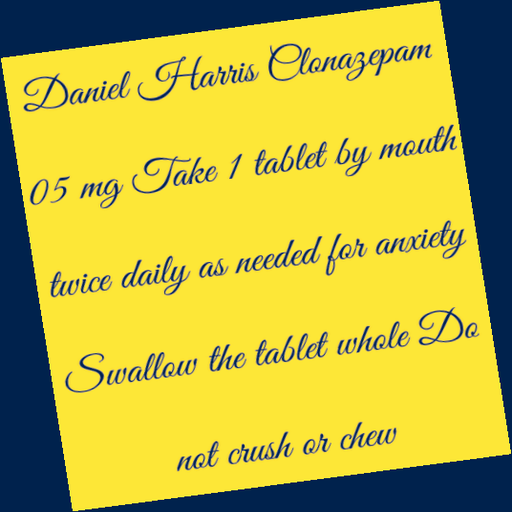 Daniel Harris Clonazepam
05 mg Take 1 tablet by mouth
twice daily as needed for anxiety
Swallow the tablet whole Do
not crush or chew